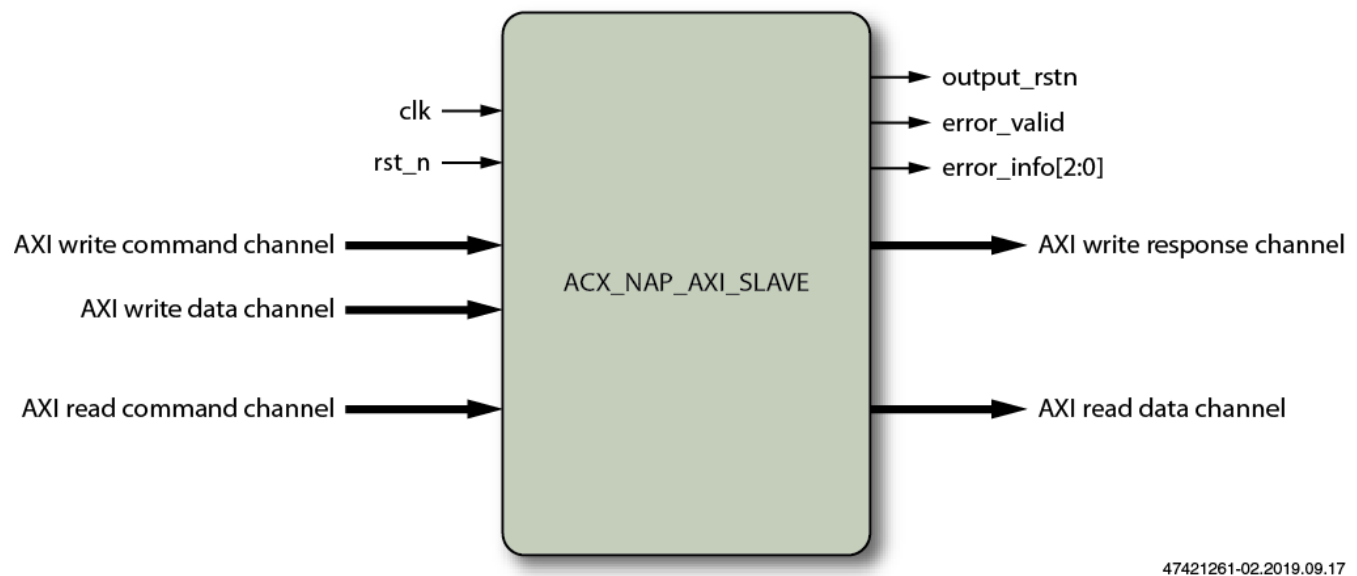 clk
rst_n
AXI write command channel
AXI write data channel
AXI read command channel
ACX_NAP_AXI_SLAVE
output_rstn
error_valid
error_info[2:0]
AXI write response channel
AXI read data channel
47421261-02.2019.09.17